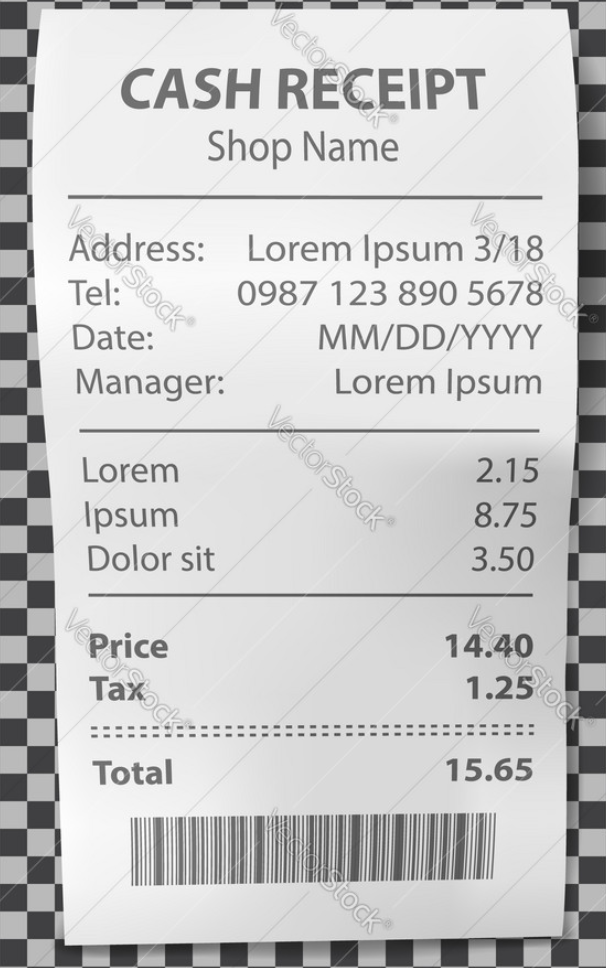 CASH RECEIPT
Shop Name
Address: Lorem Ipsum 3/18
Tel: 0987 123 890 5678
Date: MM/DD/YYYY
Manager: Lorem Ipsum
Lorem 2.15
Ipsum 8.75
Dolor sit 3.50
Price 14.40
Tax 1.25
Total 15.65
VectorStock®
VectorStock®
VectorStock®
VectorStock®
VectorStock®
VectorStock®
VectorStock®